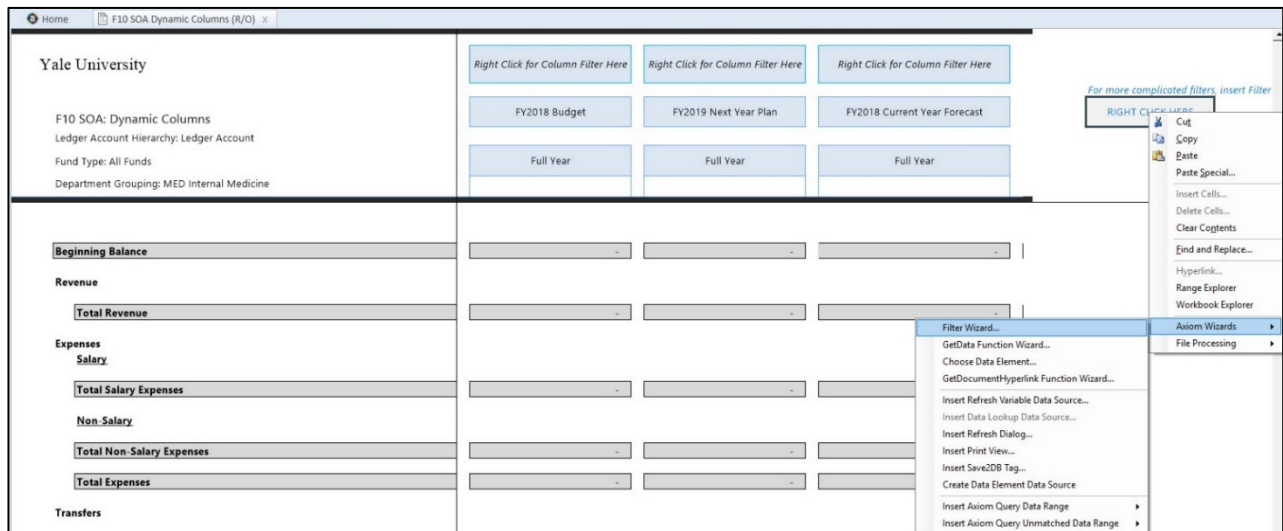 Home
F10 SOA Dynamic Columns (R/O) x
Yale University
Right Click for Column Filter Here
Right Click for Column Filter Here
Right Click for Column Filter Here
For more complicated filters, insert Filter
FY2018 Budget
FY2019 Next Year Plan
FY2018 Current Year Forecast
RIGHT CLICK HERE
F10 SOA: Dynamic Columns
Ledger Account Hierarchy: Ledger Account
Fund Type: All Funds
Full Year
Full Year
Full Year
Department Grouping: MED Internal Medicine
Cut
Copy
Paste
Paste Special...
Insert Cells...
Delete Cells...
Clear Contents
Find and Replace...
Hyperlink...
Range Explorer
Workbook Explorer
Axiom Wizards
File Processing
Beginning Balance - - -
Revenue
Total Revenue - - -
Expenses
Salary
Total Salary Expenses - -
Non-Salary
Total Non-Salary Expenses - -
Total Expenses - -
Transfers
Filter Wizard...
GetData Function Wizard...
Choose Data Element...
GetDocumentHyperlink Function Wizard...
Insert Refresh Variable Data Source...
Insert Data Lookup Data Source...
Insert Refresh Dialog...
Insert Print View...
Insert Save2DB Tag...
Create Data Element Data Source
Insert Axiom Query Data Range
Insert Axiom Query Unmatched Data Range